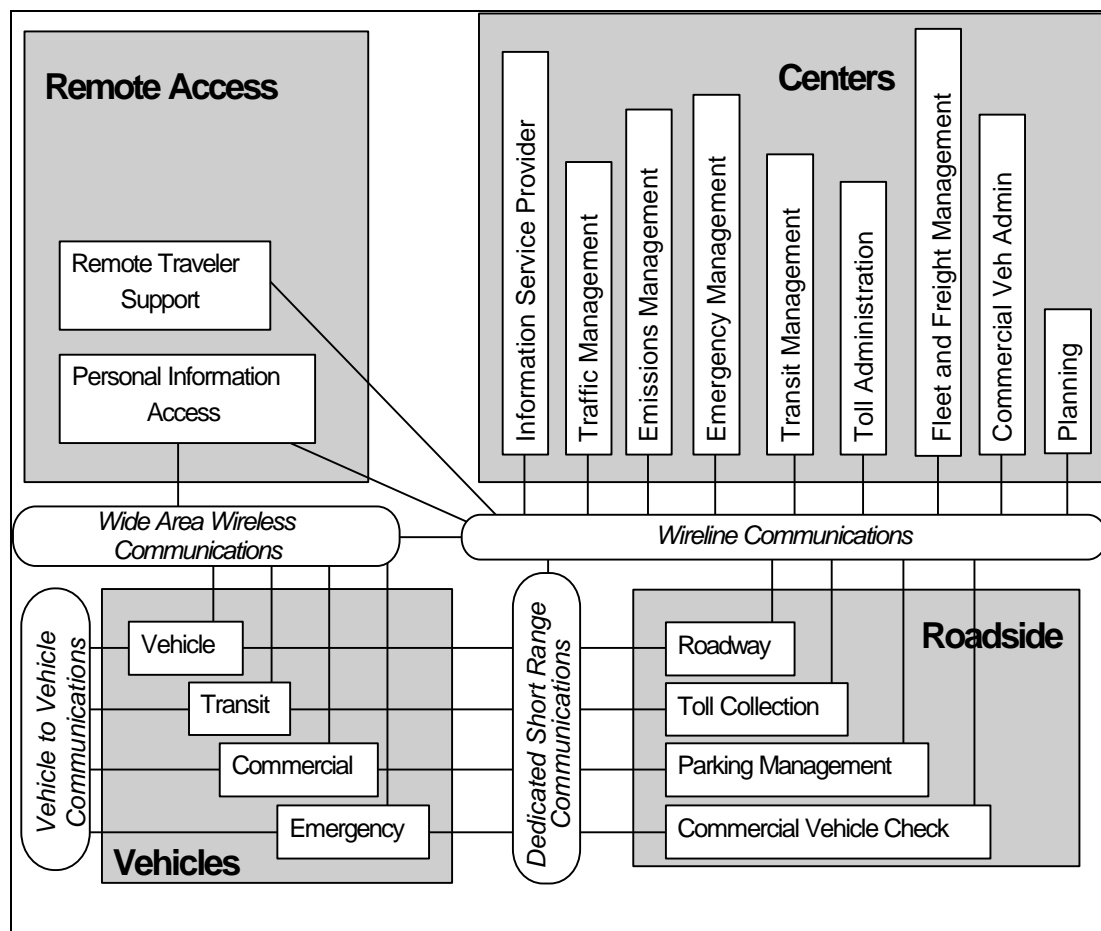 Remote Access
Remote Traveler
Support
Personal Information
Access
Centers
Information Service Provider
Traffic Management
Emissions Management
Emergency Management
Transit Management
Toll Administration
Fleet and Freight Management
Commercial Veh Admin
Planning
Wide Area Wireless
Communications
Wireline Communications
Vehicle to Vehicle
Communications
Vehicle
Transit
Commercial
Emergency
Vehicles
Dedicated Short Range
Communications
Roadside
Roadway
Toll Collection
Parking Management
Commercial Vehicle Check